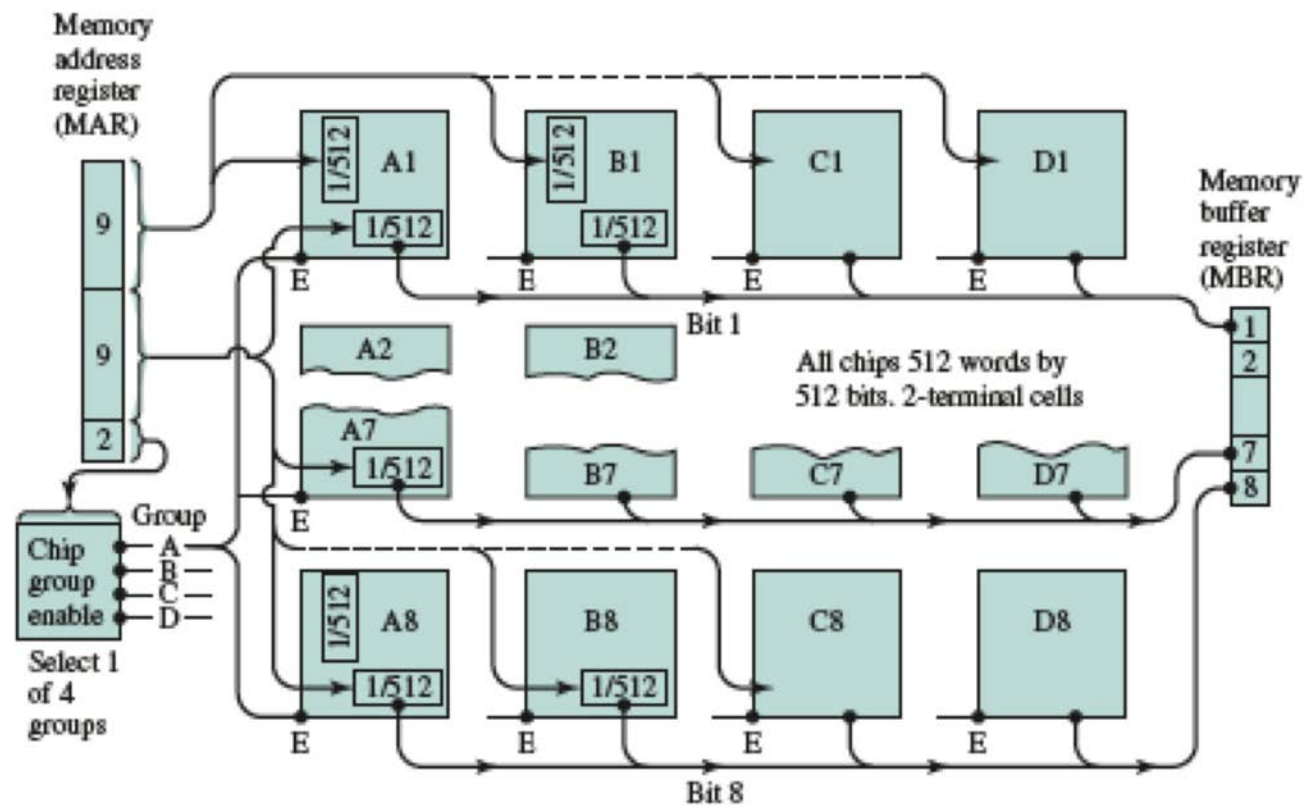 Memory
address
register
(MAR)
9
9
2
Chip
group
enable
Select 1
of 4
groups
Group
A
B
C
D
1/512
A1
1/512
E
1/512
B1
1/512
E
C1
E
D1
E
Bit 1
A2
B2
All chips 512 words by
512 bits. 2-terminal cells
A7
1/512
E
B7
C7
D7
1/512
A8
1/512
E
B8
1/512
E
C8
E
D8
E
Bit 8
Memory
buffer
register
(MBR)
1
2
7
8